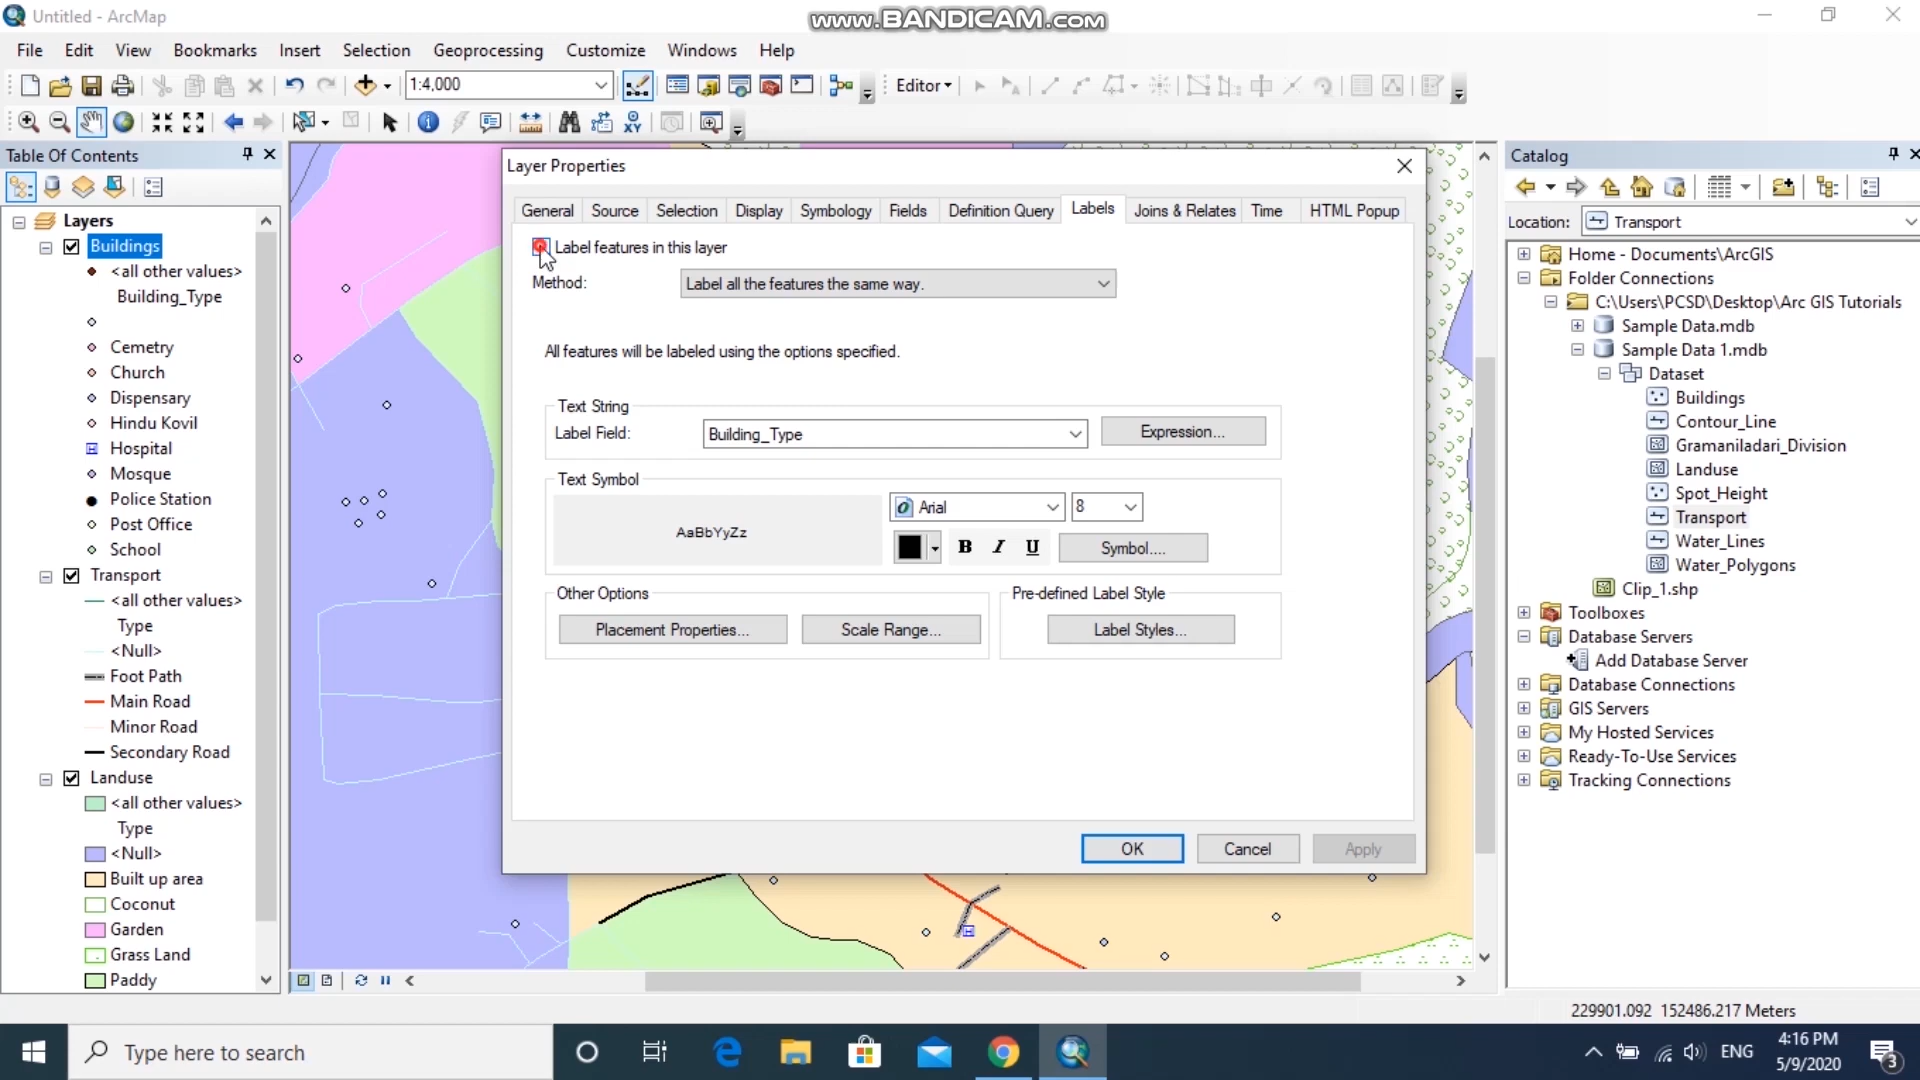 Untitled - ArcMap
www.BANDICAM.com
File Edit View Bookmarks Insert Selection Geoprocessing Customize Windows Help
1:4,000
Editor
Table Of Contents
Layers
Buildings
<all other values>
Building_Type
Cemetry
Church
Dispensary
Hindu Kovil
Hospital
Mosque
Police Station
Post Office
School
Transport
<all other values>
Type
<Null>
Foot Path
Main Road
Minor Road
Secondary Road
Landuse
<all other values>
Type
<Null>
Built up area
Coconut
Garden
Grass Land
Paddy
Layer Properties
General Source Selection Display Symbology Fields Definition Query Labels Joins & Relates Time HTML Popup
Label features in this layer
Method: Label all the features the same way.
All features will be labeled using the options specified.
Text String
Label Field: Building_Type Expression...
Text Symbol
AaBbYyZz
Arial 8
B I U Symbol....
Other Options
Placement Properties... Scale Range...
Pre-defined Label Style
Label Styles...
OK Cancel Apply
H
Catalog
Location: Transport
Home - Documents\ArcGIS
Folder Connections
C:\Users\PCSD\Desktop\Arc GIS Tutorials
Sample Data.mdb
Sample Data 1.mdb
Dataset
Buildings
Contour_Line
Gramaniladari_Division
Landuse
Spot_Height
Transport
Water_Lines
Water_Polygons
Clip_1.shp
Toolboxes
Database Servers
Add Database Server
Database Connections
GIS Servers
My Hosted Services
Ready-To-Use Services
Tracking Connections
229901.092 152486.217 Meters
Type here to search
ENG
4:16 PM
5/9/2020
3